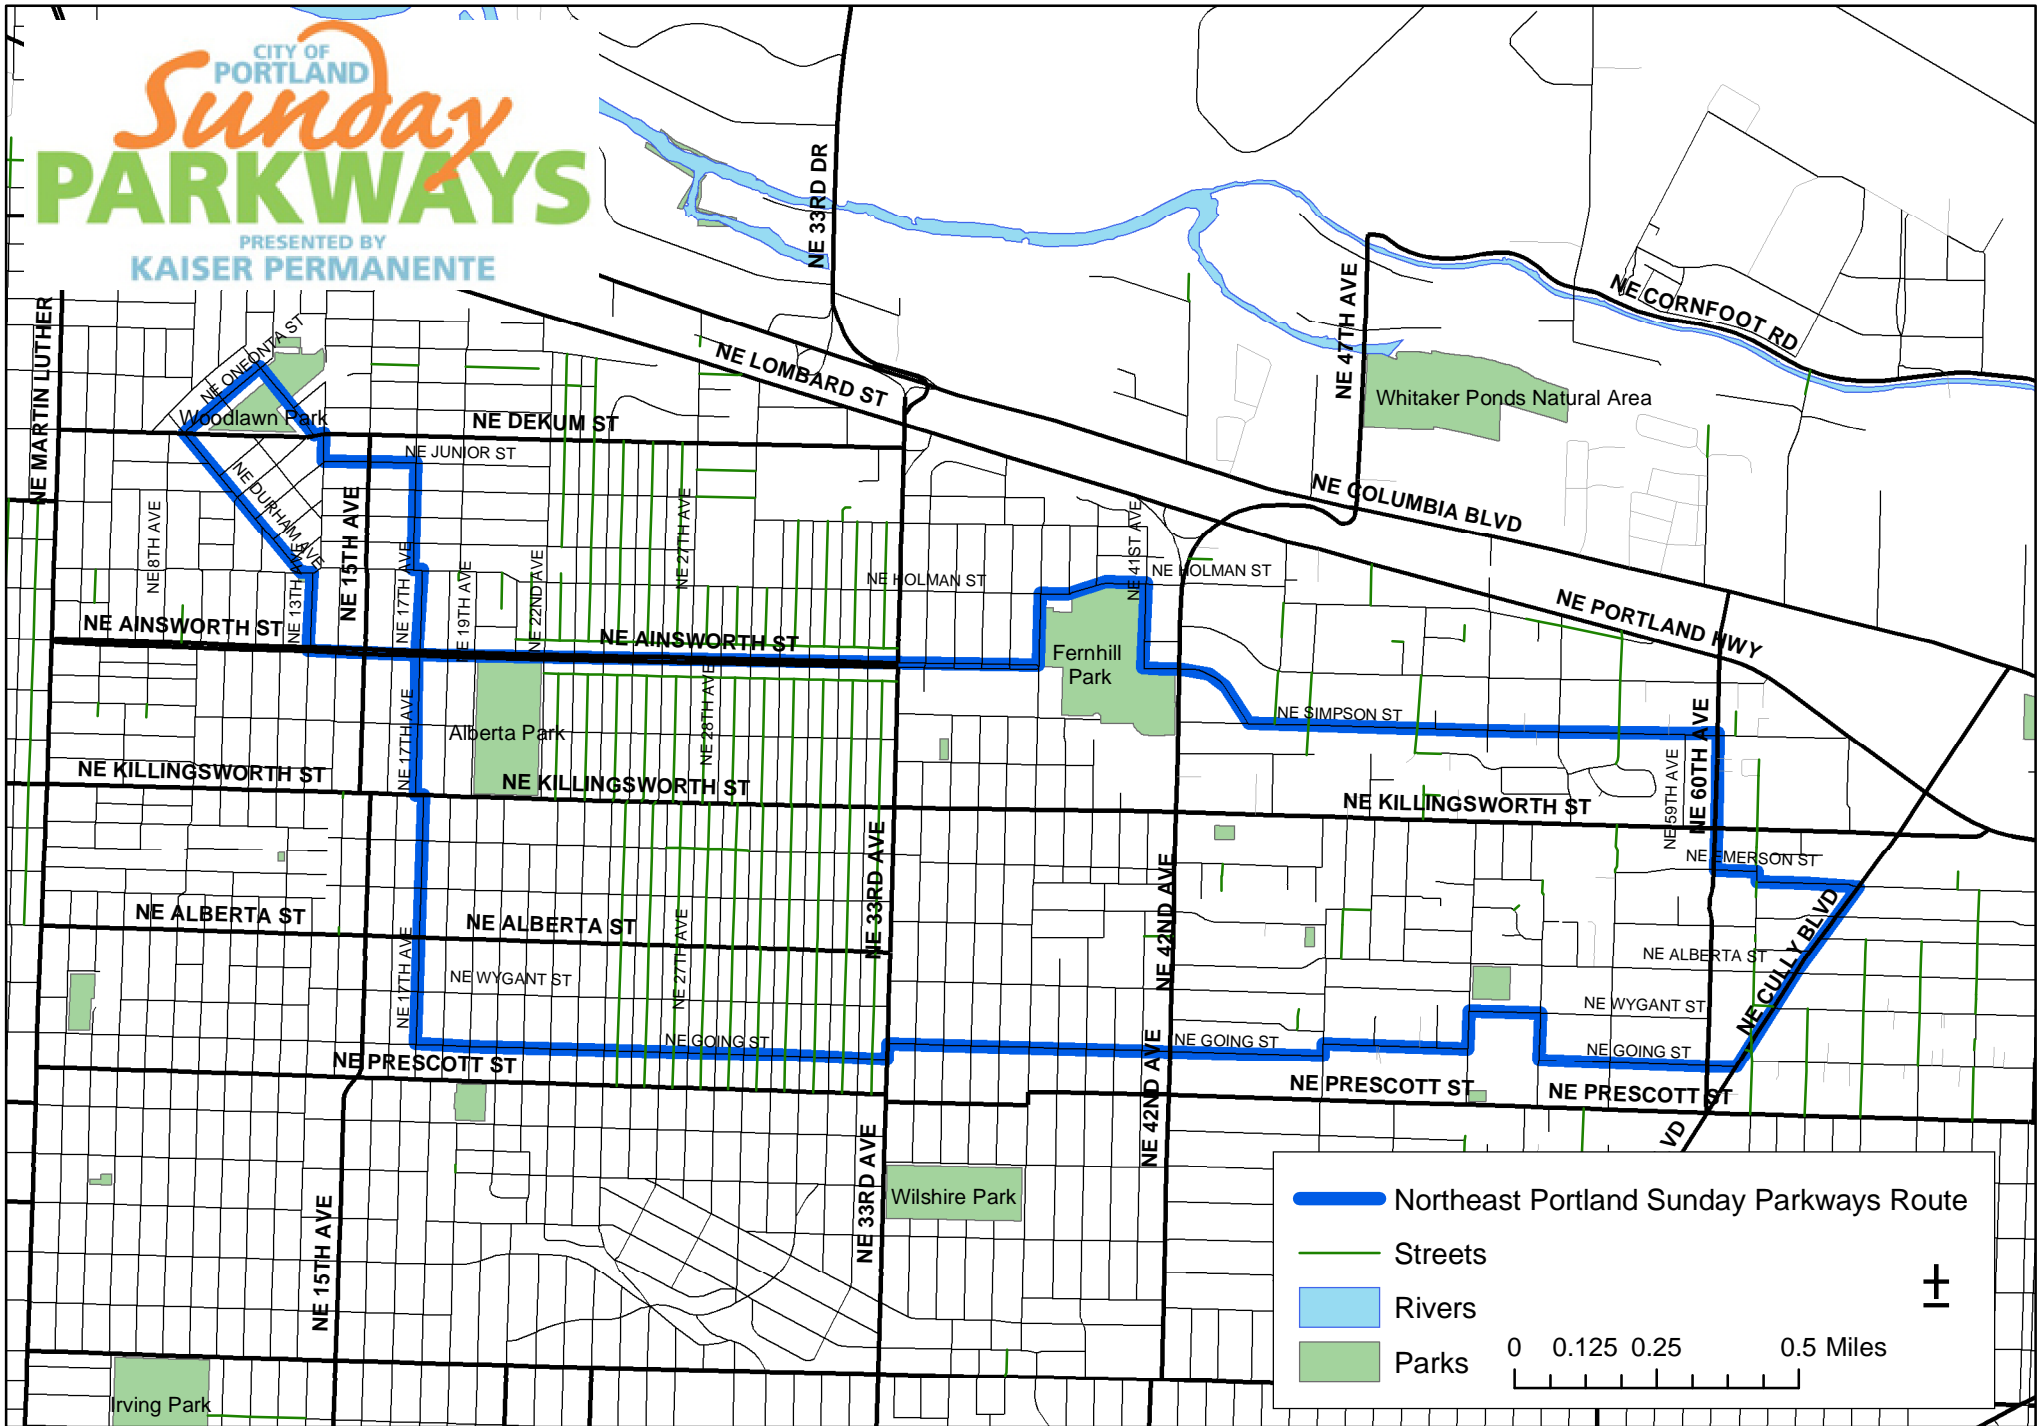 CITY OF
PORTLAND
Sunday
PARKWAYS
PRESENTED BY
KAISER PERMANENTE
NE 33RD DR
NE 47TH AVE
NE CORNFOOT RD
NE MARTIN LUTHER
NE ONEONTA ST
NE LOMBARD ST
Whitaker Ponds Natural Area
Woodlawn Park
NE DEKUM ST
NE JUNIOR ST
NE DURHAM AVE
NE COLUMBIA BLVD
NE 8TH AVE
NE 15TH AVE
NE 27TH AVE
NE 41ST AVE
NE 13TH AVE
NE 17TH AVE
NE 19TH AVE
NE 22ND AVE
NE HOLMAN ST
NE HOLMAN ST
NE PORTLAND HWY
NE AINSWORTH ST
NE AINSWORTH ST
Fernhill
Park
NE 17TH AVE
Alberta Park
NE 28TH AVE
NE SIMPSON ST
NE 59TH AVE
NE 60TH AVE
NE KILLINGSWORTH ST
NE KILLINGSWORTH ST
NE KILLINGSWORTH ST
NE 33RD AVE
NE 42ND AVE
NE EMERSON ST
NE ALBERTA ST
NE ALBERTA ST
NE ALBERTA ST
NE CULLY BLVD
NE 17TH AVE
NE WYGANT ST
NE 27TH AVE
NE WYGANT ST
NE GOING ST
NE GOING ST
NE GOING ST
NE PRESCOTT ST
NE PRESCOTT ST
NE PRESCOTT ST
NE 42ND AVE
VD
NE 33RD AVE
NE 15TH AVE
Wilshire Park
Irving Park
Northeast Portland Sunday Parkways Route
Streets
Rivers
Parks
0 0.125 0.25 0.5 Miles
±